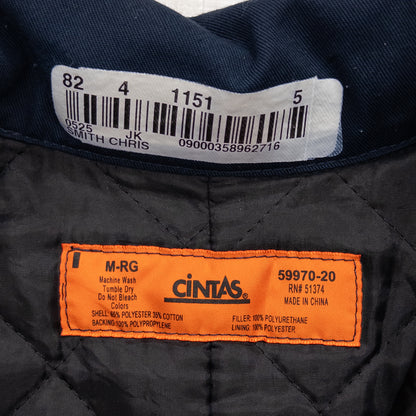 82 4 1151 5
0525 JK 09000358962716
SMITH CHRIS
M-RG
Machine Wash
Tumble Dry
Do Not Bleach
Colors
SHELL: 65% POLYESTER 35% COTTON
BACKING: 100% POLYPROPYLENE
CINTAS®
59970-20
RN# 51374
MADE IN CHINA
FILLER: 100% POLYURETHANE
LINING: 100% POLYESTER